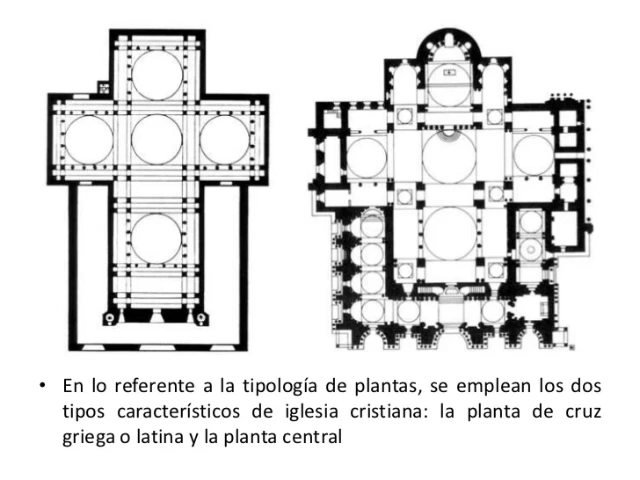 • En lo referente a la tipología de plantas, se emplean los dos
tipos característicos de iglesia cristiana: la planta de cruz
griega o latina y la planta central